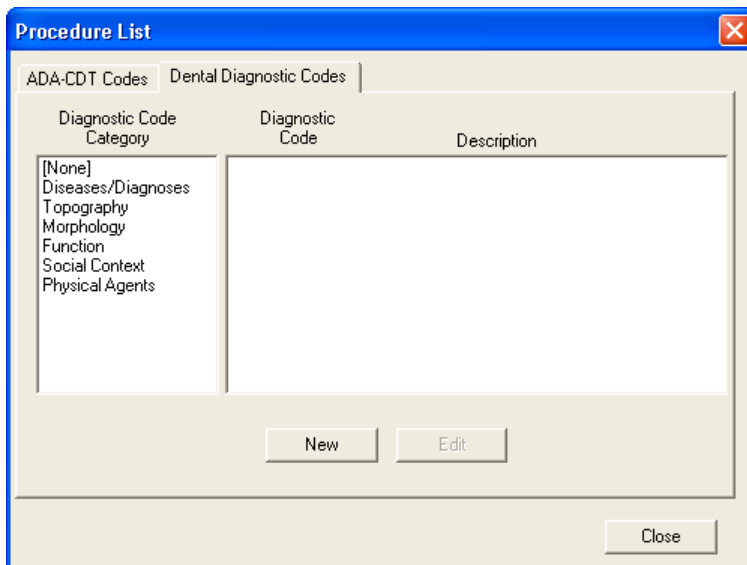 Procedure List
ADA-CDT Codes
Dental Diagnostic Codes
Diagnostic Code
Category
Diagnostic
Code
Description
[None]
Diseases/Diagnoses
Topography
Morphology
Function
Social Context
Physical Agents
New
Edit
Close